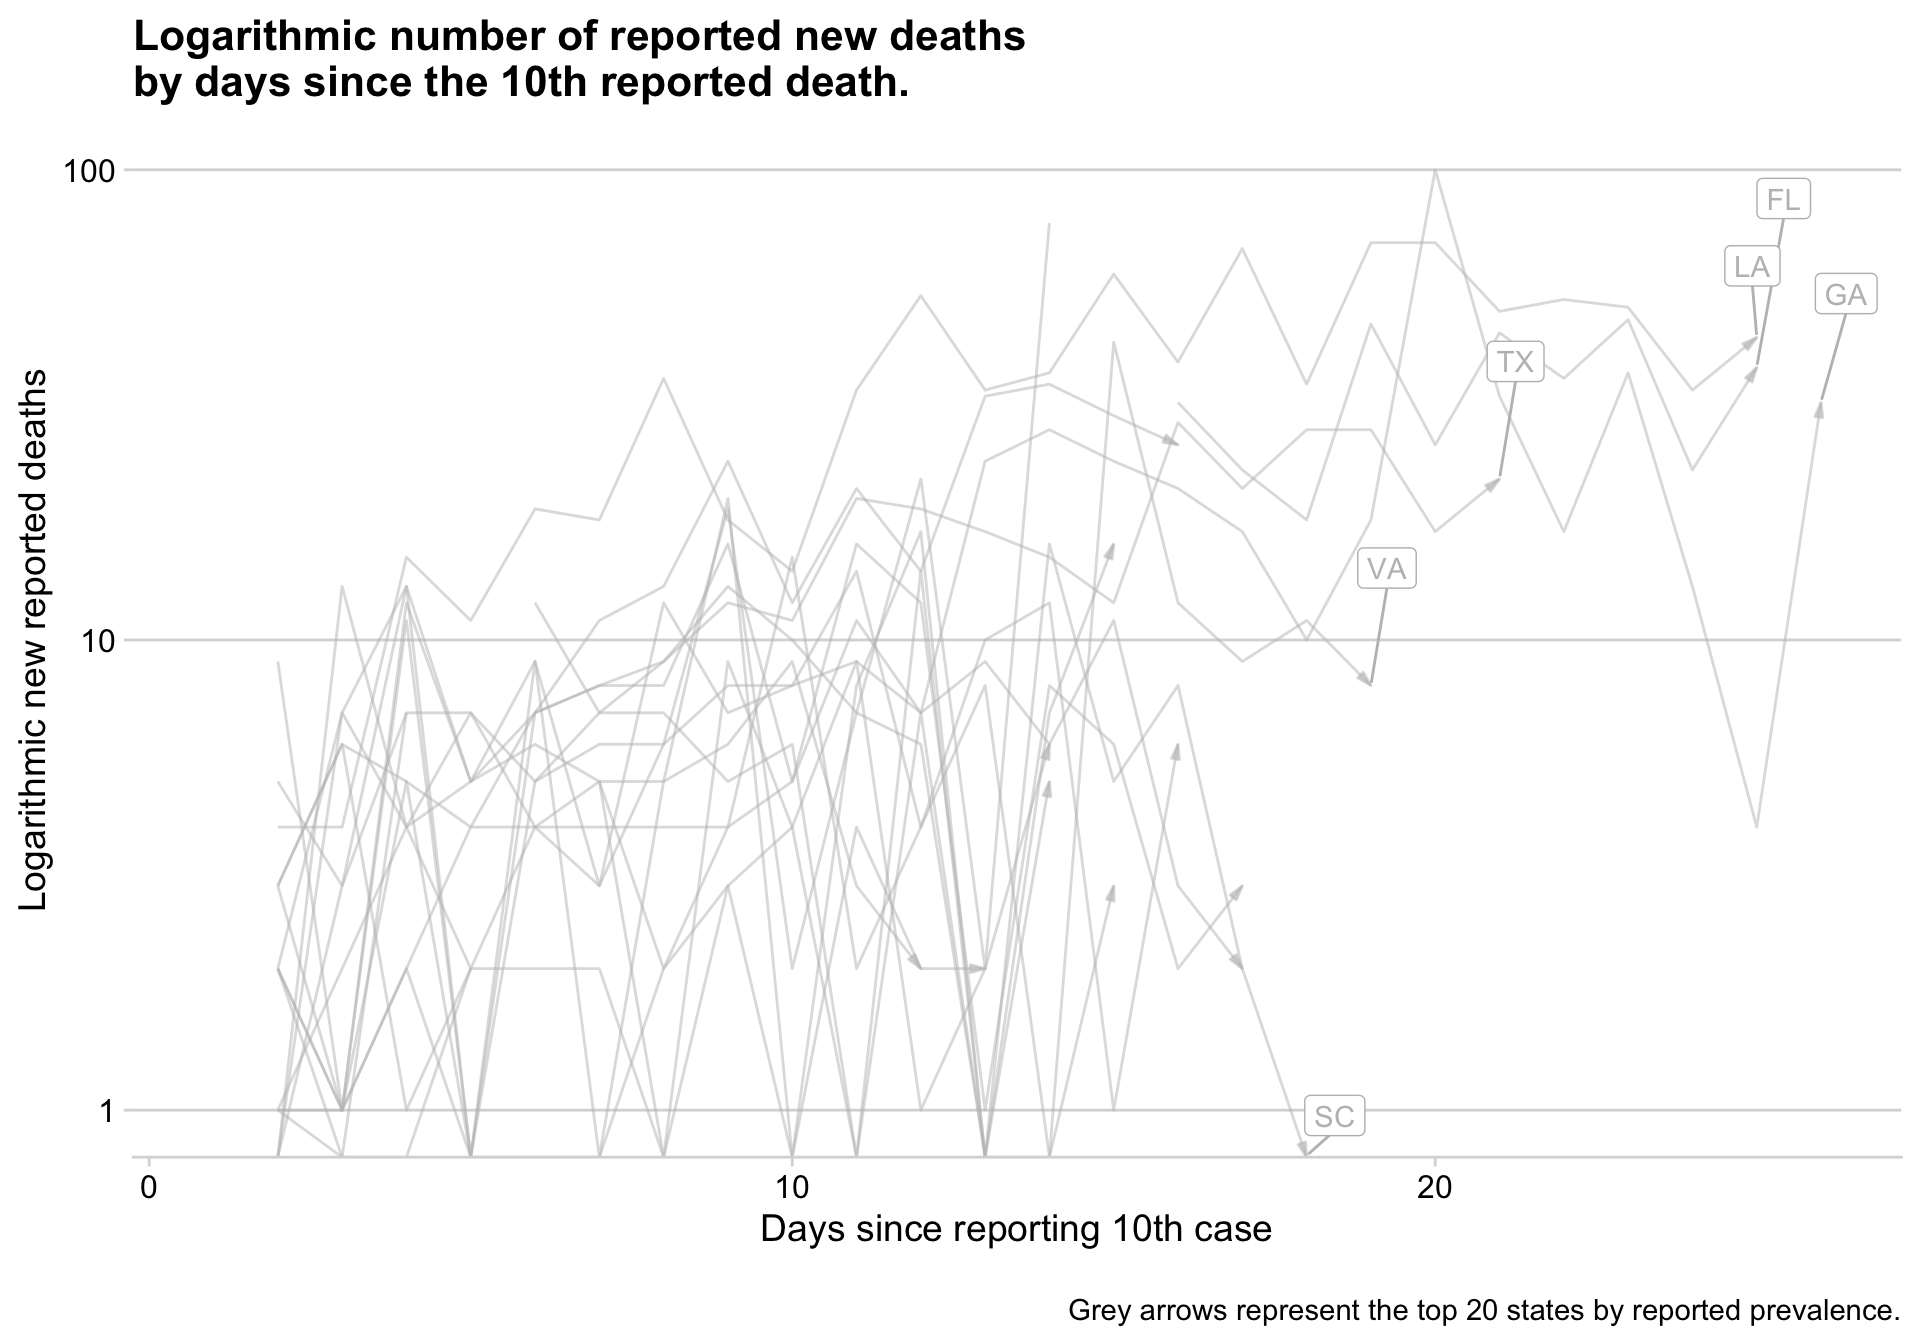 Logarithmic number of reported new deaths
by days since the 10th reported death.
100
FL
LA
GA
TX
VA
10
Logarithmic new reported deaths
SC
1
0 10 20
Days since reporting 10th case
Grey arrows represent the top 20 states by reported prevalence.